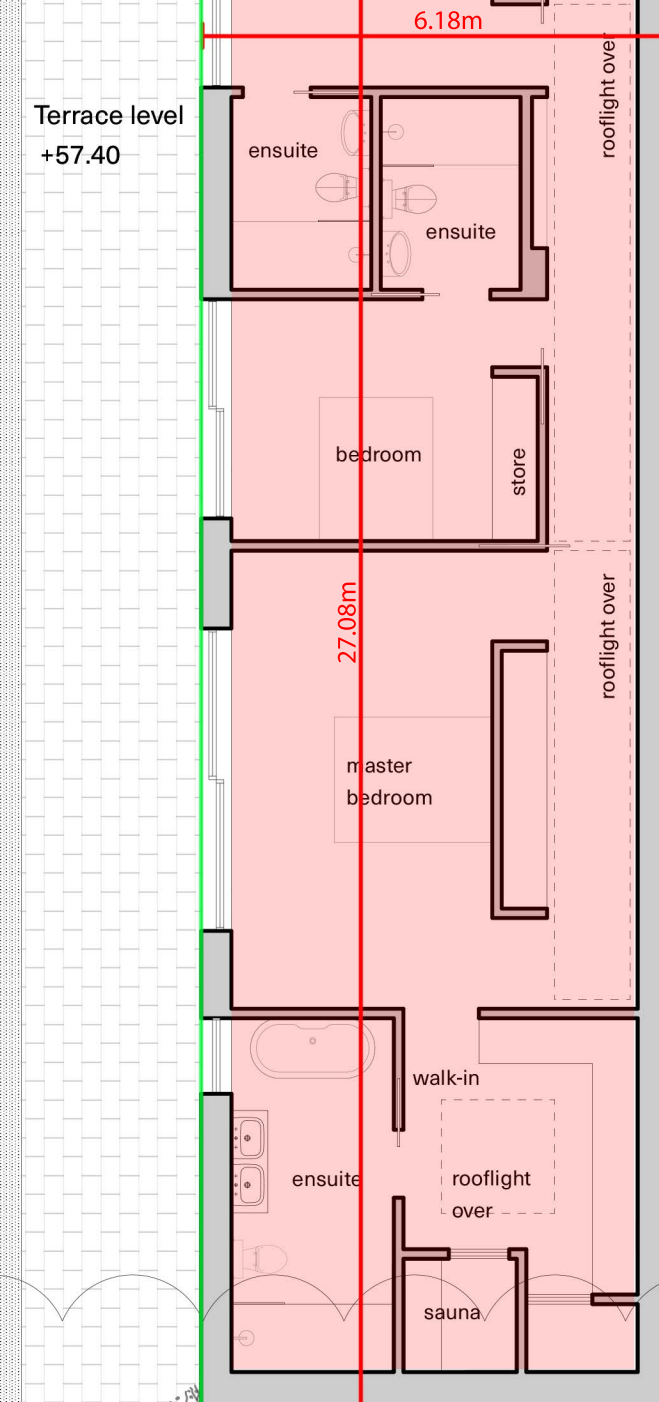 6.18m
rooflight over
Terrace level
+57.40
ensuite
ensuite
bedroom
store
27.08m
rooflight over
master
bedroom
walk-in
ensuite
rooflight
over
sauna